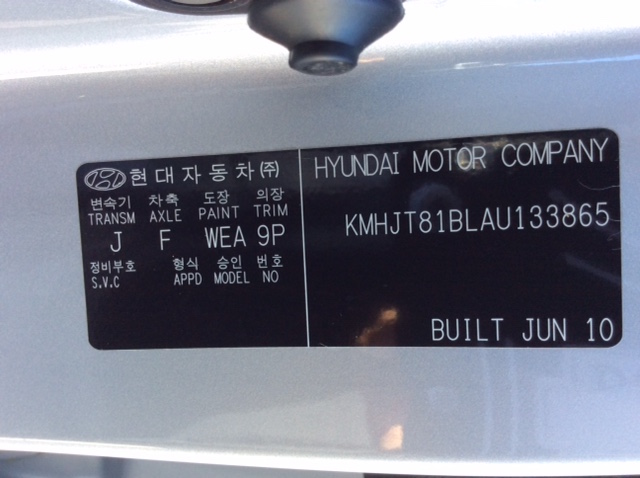 현대자동차(주)
변속기 차축 도장 의장
TRANSM AXLE PAINT TRIM
J F WEA 9P
정비부호 형식 승인 번호
S.V.C APPD MODEL NO
HYUNDAI MOTOR COMPANY
KMHJT81BLAU133865
BUILT JUN 10